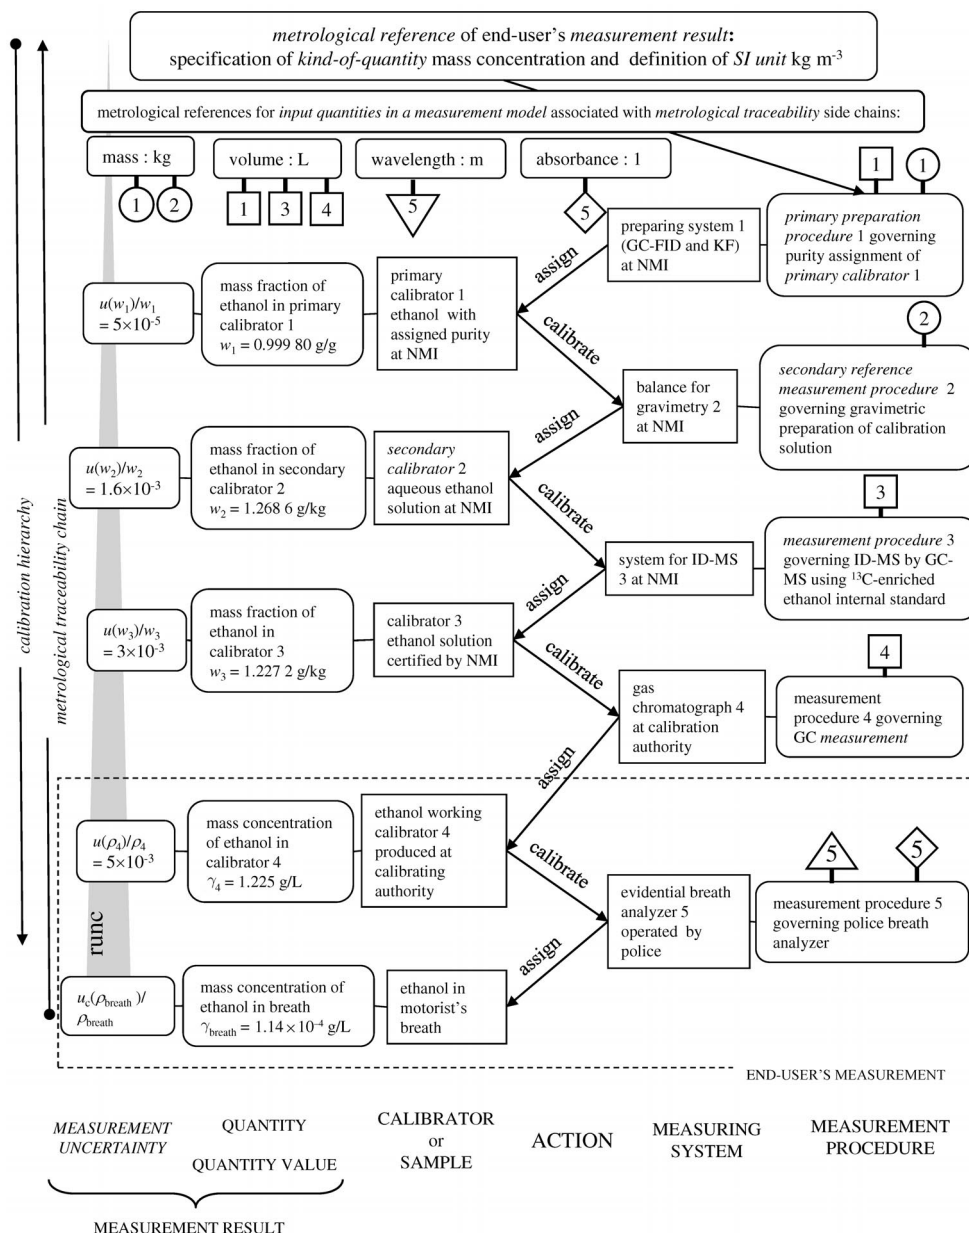 metrological reference of end-user's measurement result:
specification of kind-of-quantity mass concentration and definition of SI unit kg m⁻³
metrological references for input quantities in a measurement model associated with metrological traceability side chains:
mass : kg
volume : L
wavelength : m
absorbance : 1
1
2
1
3
4
5
5
1
1
preparing system 1
(GC-FID and KF)
at NMI
primary preparation
procedure 1 governing
purity assignment of
primary calibrator 1
assign
u(w₁)/w₁
= 5×10⁻⁵
mass fraction of
ethanol in primary
calibrator 1
w₁ = 0.999 80 g/g
primary
calibrator 1
ethanol with
assigned purity
at NMI
calibrate
2
balance for
gravimetry 2
at NMI
secondary reference
measurement procedure 2
governing gravimetric
preparation of calibration
solution
assign
u(w₂)/w₂
= 1.6×10⁻³
mass fraction of
ethanol in secondary
calibrator 2
w₂ = 1.268 6 g/kg
secondary
calibrator 2
aqueous ethanol
solution at NMI
calibrate
3
system for ID-MS
3 at NMI
measurement procedure 3
governing ID-MS by GC-
MS using ¹³C-enriched
ethanol internal standard
assign
calibration hierarchy
metrological traceability chain
u(w₃)/w₃
= 3×10⁻³
mass fraction of
ethanol in
calibrator 3
w₃ = 1.227 2 g/kg
calibrator 3
ethanol solution
certified by NMI
calibrate
4
gas
chromatograph 4
at calibration
authority
measurement
procedure 4 governing
GC measurement
assign
u(ρ₄)/ρ₄
= 5×10⁻³
mass concentration
of ethanol in
calibrator 4
γ₄ = 1.225 g/L
ethanol working
calibrator 4
produced at
calibrating
authority
calibrate
5
5
evidential breath
analyzer 5
operated by
police
measurement procedure 5
governing police breath
analyzer
runc
assign
u_c(ρ_breath )/
ρ_breath
mass concentration of
ethanol in breath
γ_breath = 1.14 × 10⁻⁴ g/L
ethanol in
motorist's
breath
END-USER'S MEASUREMENT
MEASUREMENT
UNCERTAINTY
QUANTITY
QUANTITY VALUE
CALIBRATOR
or
SAMPLE
ACTION
MEASURING
SYSTEM
MEASUREMENT
PROCEDURE
MEASUREMENT RESULT